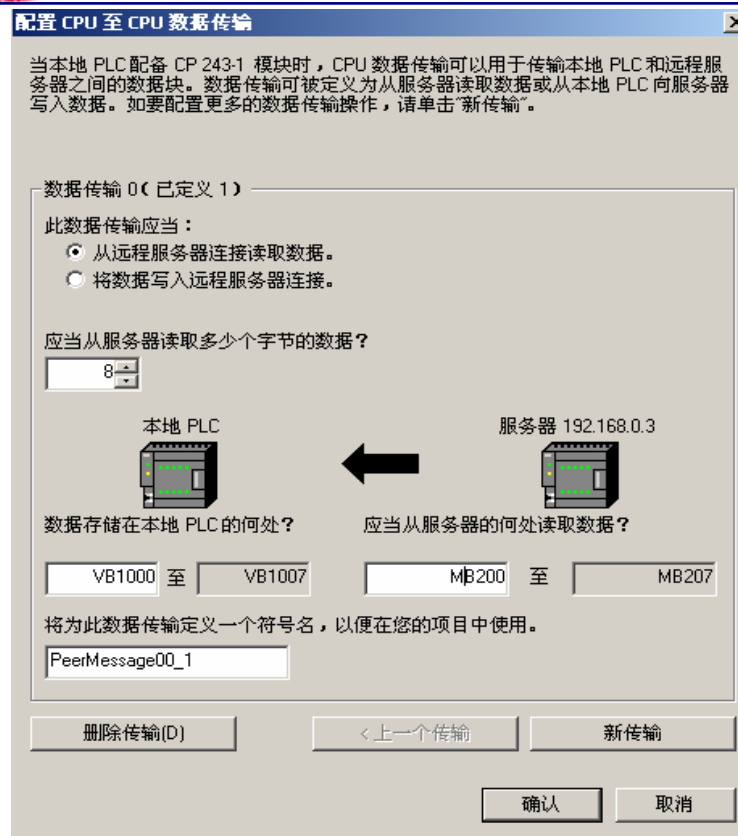 配置 CPU 至 CPU 数据传输
当本地 PLC 配备 CP 243-1 模块时，CPU 数据传输可以用于传输本地 PLC 和远程服
务器之间的数据块。数据传输可被定义为从服务器读取数据或从本地 PLC 向服务器
写入数据。如要配置更多的数据传输操作，请单击"新传输"。
数据传输 0（已定义 1）
此数据传输应当：
从远程服务器连接读取数据。
将数据写入远程服务器连接。
应当从服务器读取多少个字节的数据？
8
本地 PLC 服务器 192.168.0.3
数据存储在本地 PLC 的何处？ 应当从服务器的何处读取数据？
VB1000 至 VB1007 MB200 至 MB207
将为此数据传输定义一个符号名，以便在您的项目中使用。
PeerMessage00_1
删除传输(D) <上一个传输 新传输
确认 取消